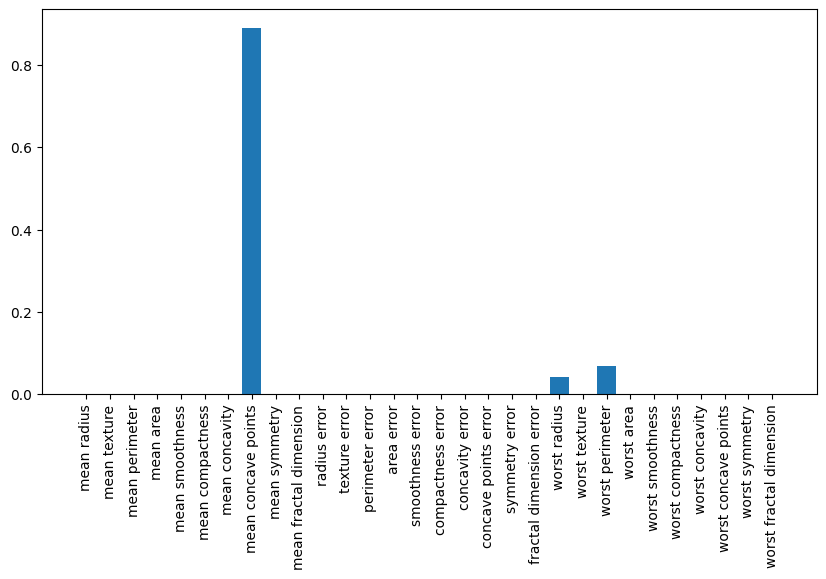 0.8
0.6
0.4
0.2
0.0
mean radius
mean texture
mean perimeter
mean area
mean smoothness
mean compactness
mean concavity
mean concave points
mean symmetry
mean fractal dimension
radius error
texture error
perimeter error
area error
smoothness error
compactness error
concavity error
concave points error
symmetry error
fractal dimension error
worst radius
worst texture
worst perimeter
worst area
worst smoothness
worst compactness
worst concavity
worst concave points
worst symmetry
worst fractal dimension